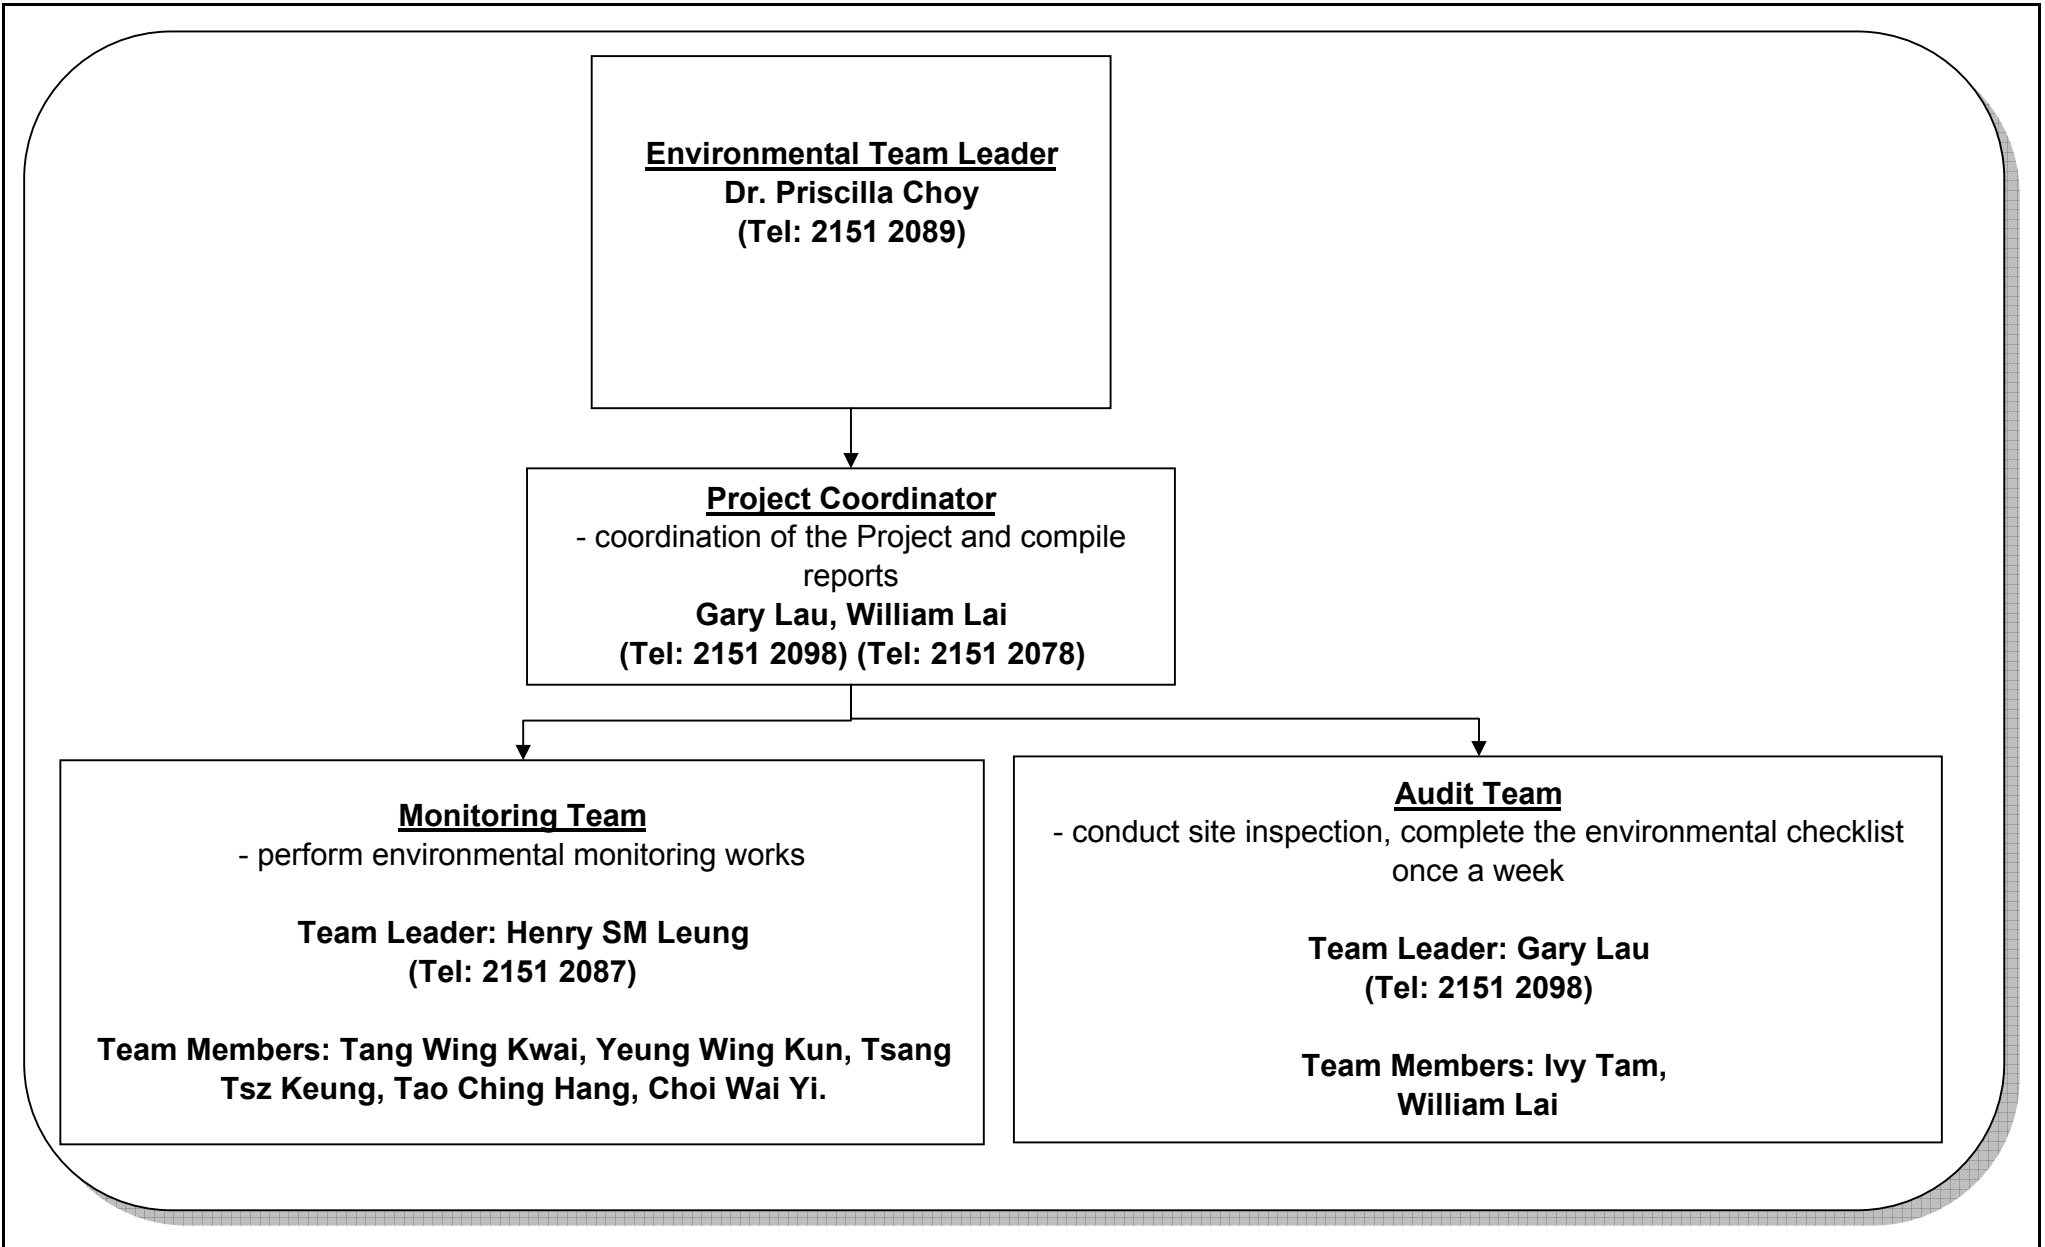 Environmental Team Leader
Dr. Priscilla Choy
(Tel: 2151 2089)
Project Coordinator
- coordination of the Project and compile
reports
Gary Lau, William Lai
(Tel: 2151 2098) (Tel: 2151 2078)
Monitoring Team
- perform environmental monitoring works
Team Leader: Henry SM Leung
(Tel: 2151 2087)
Team Members: Tang Wing Kwai, Yeung Wing Kun, Tsang
Tsz Keung, Tao Ching Hang, Choi Wai Yi.
Audit Team
- conduct site inspection, complete the environmental checklist
once a week
Team Leader: Gary Lau
(Tel: 2151 2098)
Team Members: Ivy Tam,
William Lai